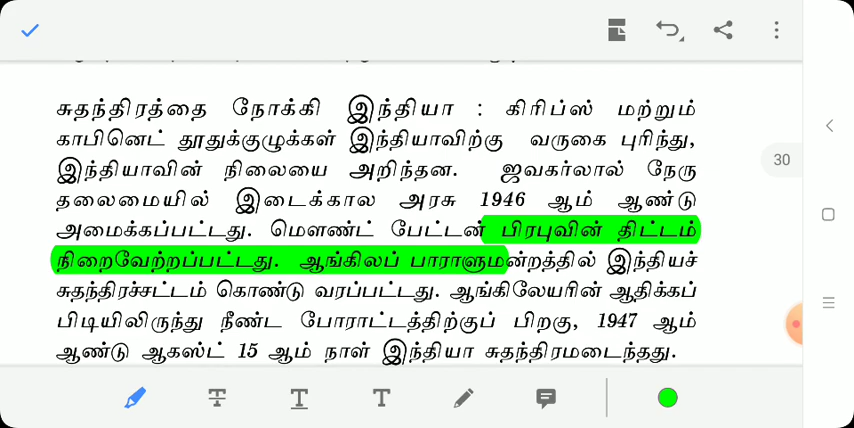 சுதந்திரத்தை நோக்கி இந்தியா : கிரிப்ஸ் மற்றும்
காபினெட் தூதுக்குழுக்கள் இந்தியாவிற்கு வருகை புரிந்து,
இந்தியாவின் நிலையை அறிந்தன. ஜவகர்லால் நேரு
30
தலைமையில் இடைக்கால அரசு 1946 ஆம் ஆண்டு
அமைக்கப்பட்டது. மௌண்ட் பேட்டன் பிரபுவின் திட்டம்
நிறைவேற்றப்பட்டது. ஆங்கிலப் பாராளுமன்றத்தில் இந்தியச்
சுதந்திரச்சட்டம் கொண்டு வரப்பட்டது. ஆங்கிலேயரின் ஆதிக்கப்
பிடியிலிருந்து நீண்ட போராட்டத்திற்குப் பிறகு, 1947 ஆம்
ஆண்டு ஆகஸ்ட் 15 ஆம் நாள் இந்தியா சுதந்திரமடைந்தது.